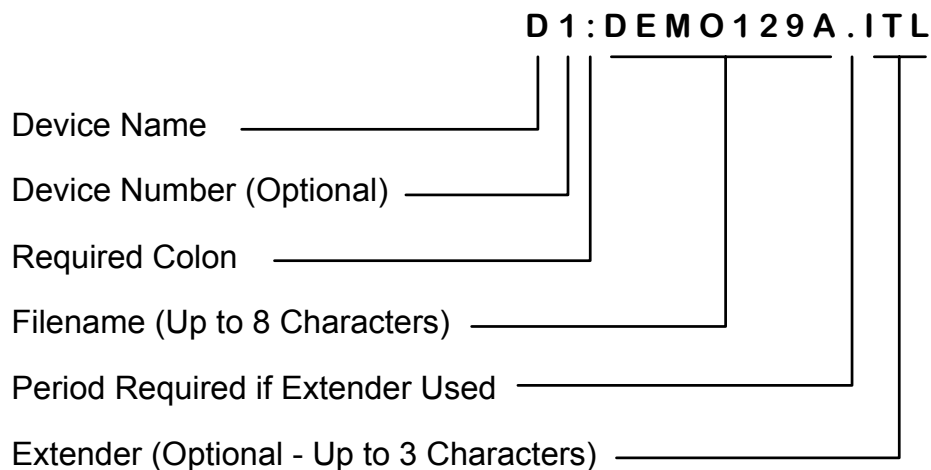 D1:DEMO129A.ITL
Device Name
Device Number (Optional)
Required Colon
Filename (Up to 8 Characters)
Period Required if Extender Used
Extender (Optional - Up to 3 Characters)